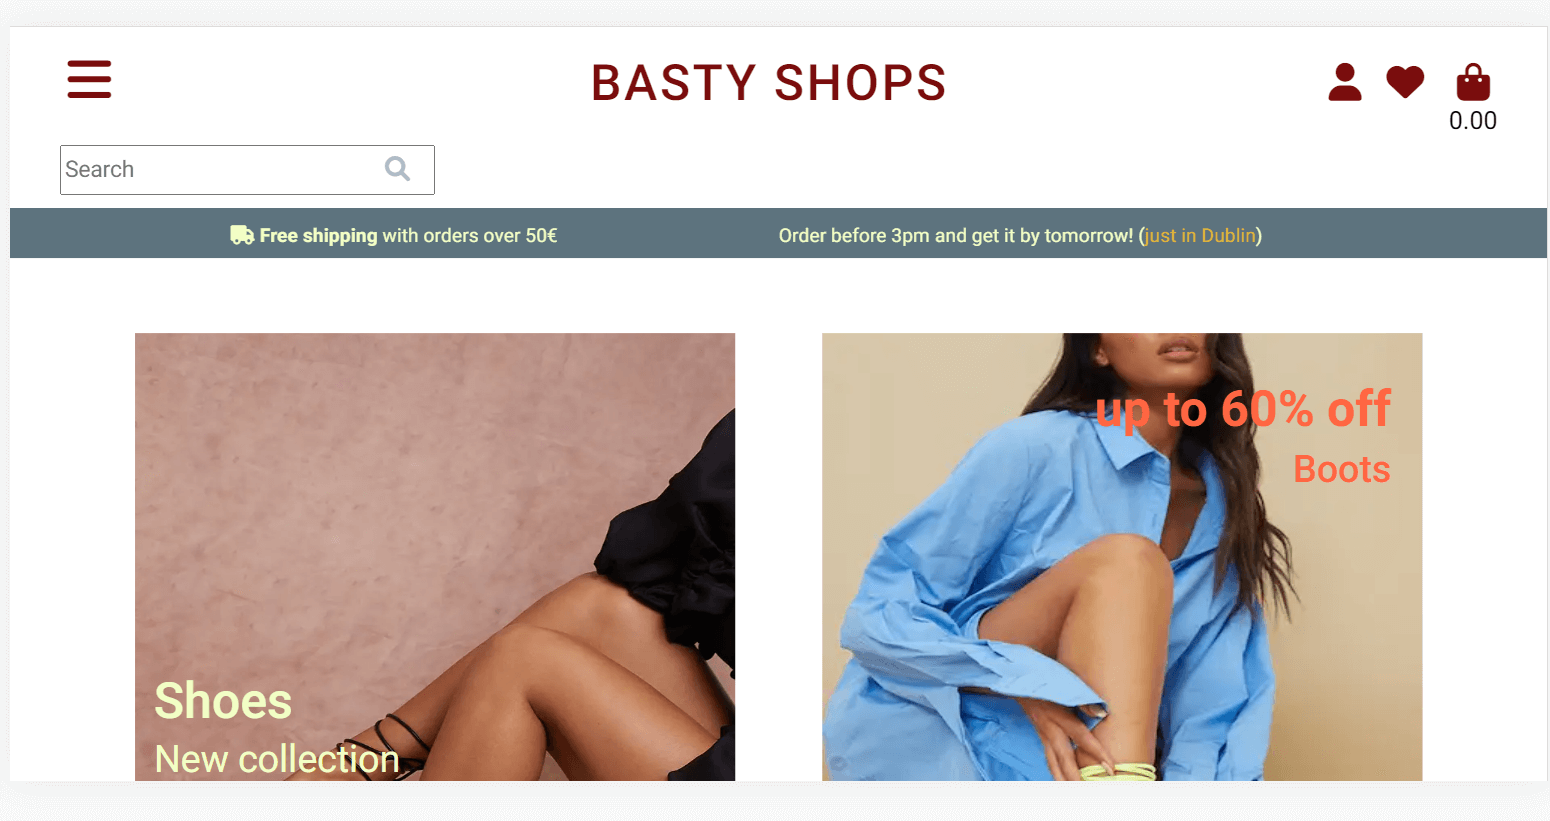 BASTY SHOPS
0.00
Search
Free shipping with orders over 50€
Order before 3pm and get it by tomorrow! (just in Dublin)
up to 60% off
Boots
Shoes
New collection